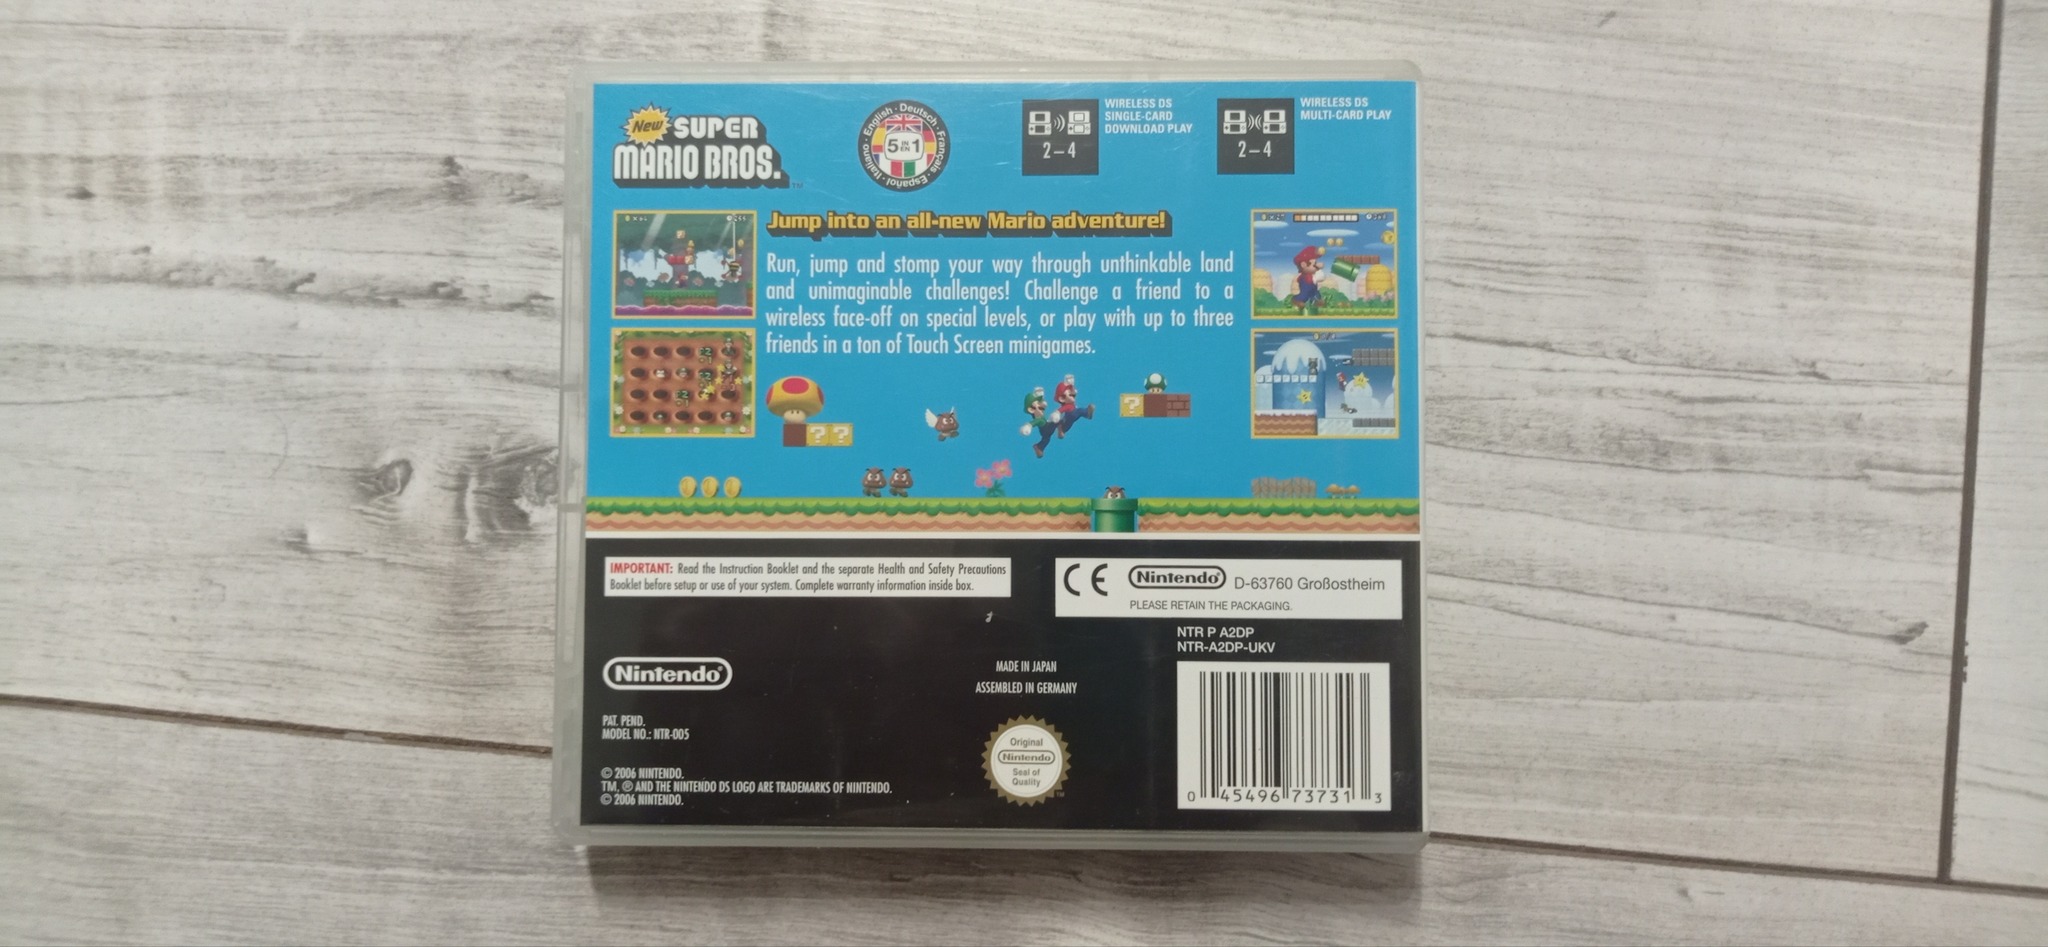 New SUPER
MARIO BROS.™
English · Deutsch · Français · Español · Italiano
5 IN EN 1
2–4
WIRELESS DS
SINGLE-CARD
DOWNLOAD PLAY
2–4
WIRELESS DS
MULTI-CARD PLAY
Jump into an all-new Mario adventure!
Run, jump and stomp your way through unthinkable land
and unimaginable challenges! Challenge a friend to a
wireless face-off on special levels, or play with up to three
friends in a ton of Touch Screen minigames.
IMPORTANT: Read the Instruction Booklet and the separate Health and Safety Precautions
Booklet before setup or use of your system. Complete warranty information inside box.
CE Nintendo® D-63760 Großostheim
PLEASE RETAIN THE PACKAGING.
NTR P A2DP
NTR-A2DP-UKV
Nintendo®
MADE IN JAPAN
ASSEMBLED IN GERMANY
PAT. PEND.
MODEL NO.: NTR-005
Original
Nintendo
Seal of
Quality
© 2006 NINTENDO.
TM, ® AND THE NINTENDO DS LOGO ARE TRADEMARKS OF NINTENDO.
© 2006 NINTENDO.
0 45496 73731 3